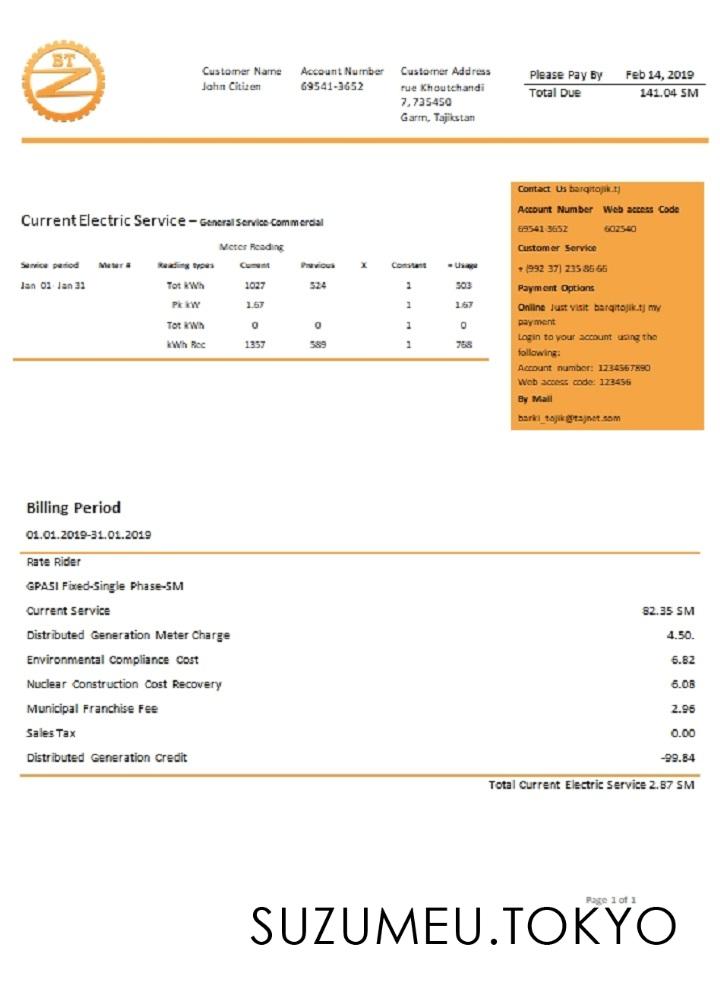 BT
Customer Name Account Number Customer Address
John Citizen 69541-3652 rue Khoutchandi
7, 735450
Garm, Tajikstan
Please Pay By Feb 14, 2019
Total Due 141.04 SM
Current Electric Service – General Service-Commercial
Meter Reading
Service period Meter # Reading types Current Previous X Constant = Usage
Jan 01 Jan 31 Tot kWh 1027 524 1 503
Pk kW 1.67 1 1.67
Tot kWh 0 0 1 0
kWh Rec 1357 589 1 768
Contact Us barqitojik.tj
Account Number Web access Code
69541-3652 602540
Customer Service
+ (992 37) 235-86-66
Payment Options
Online Just visit barqitojik.tj my
payment
Login to your account using the
following:
Account number: 1234567890
Web access code: 123456
By Mail
barki_tojik@tajnet.som
Billing Period
01.01.2019-31.01.2019
Rate Rider
GPASI Fixed-Single Phase-SM
Current Service 82.35 SM
Distributed Generation Meter Charge 4.50.
Environmental Compliance Cost 6.82
Nuclear Construction Cost Recovery 6.08
Municipal Franchise Fee 2.96
Sales Tax 0.00
Distributed Generation Credit -99.84
Total Current Electric Service 2.87 SM
Page 1 of 1
SUZUMEU.TOKYO